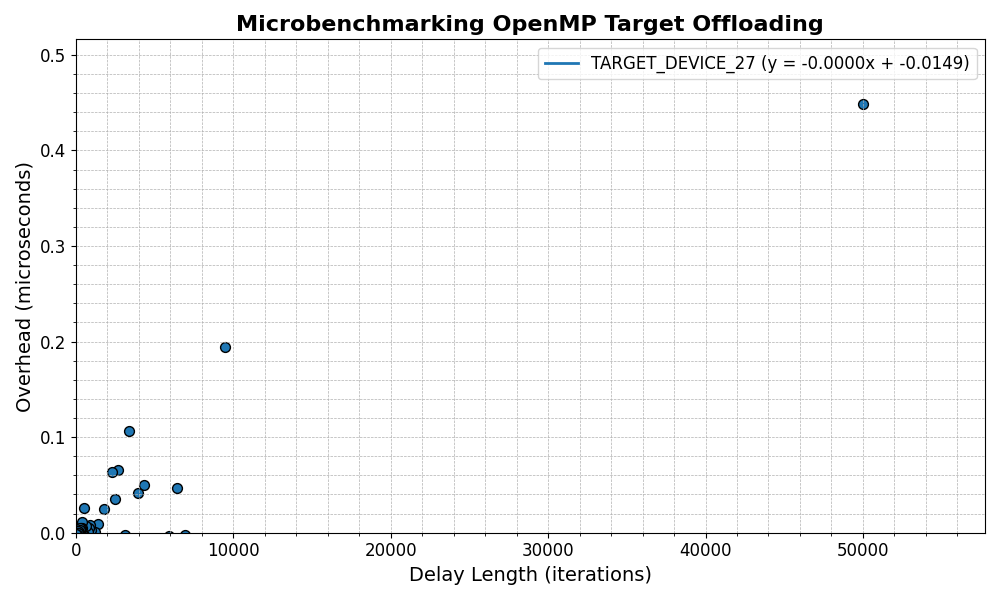 Microbenchmarking OpenMP Target Offloading
TARGET_DEVICE_27 (y = -0.0000x + -0.0149)
Overhead (microseconds)
0.5
0.4
0.3
0.2
0.1
0.0
0 10000 20000 30000 40000 50000
Delay Length (iterations)